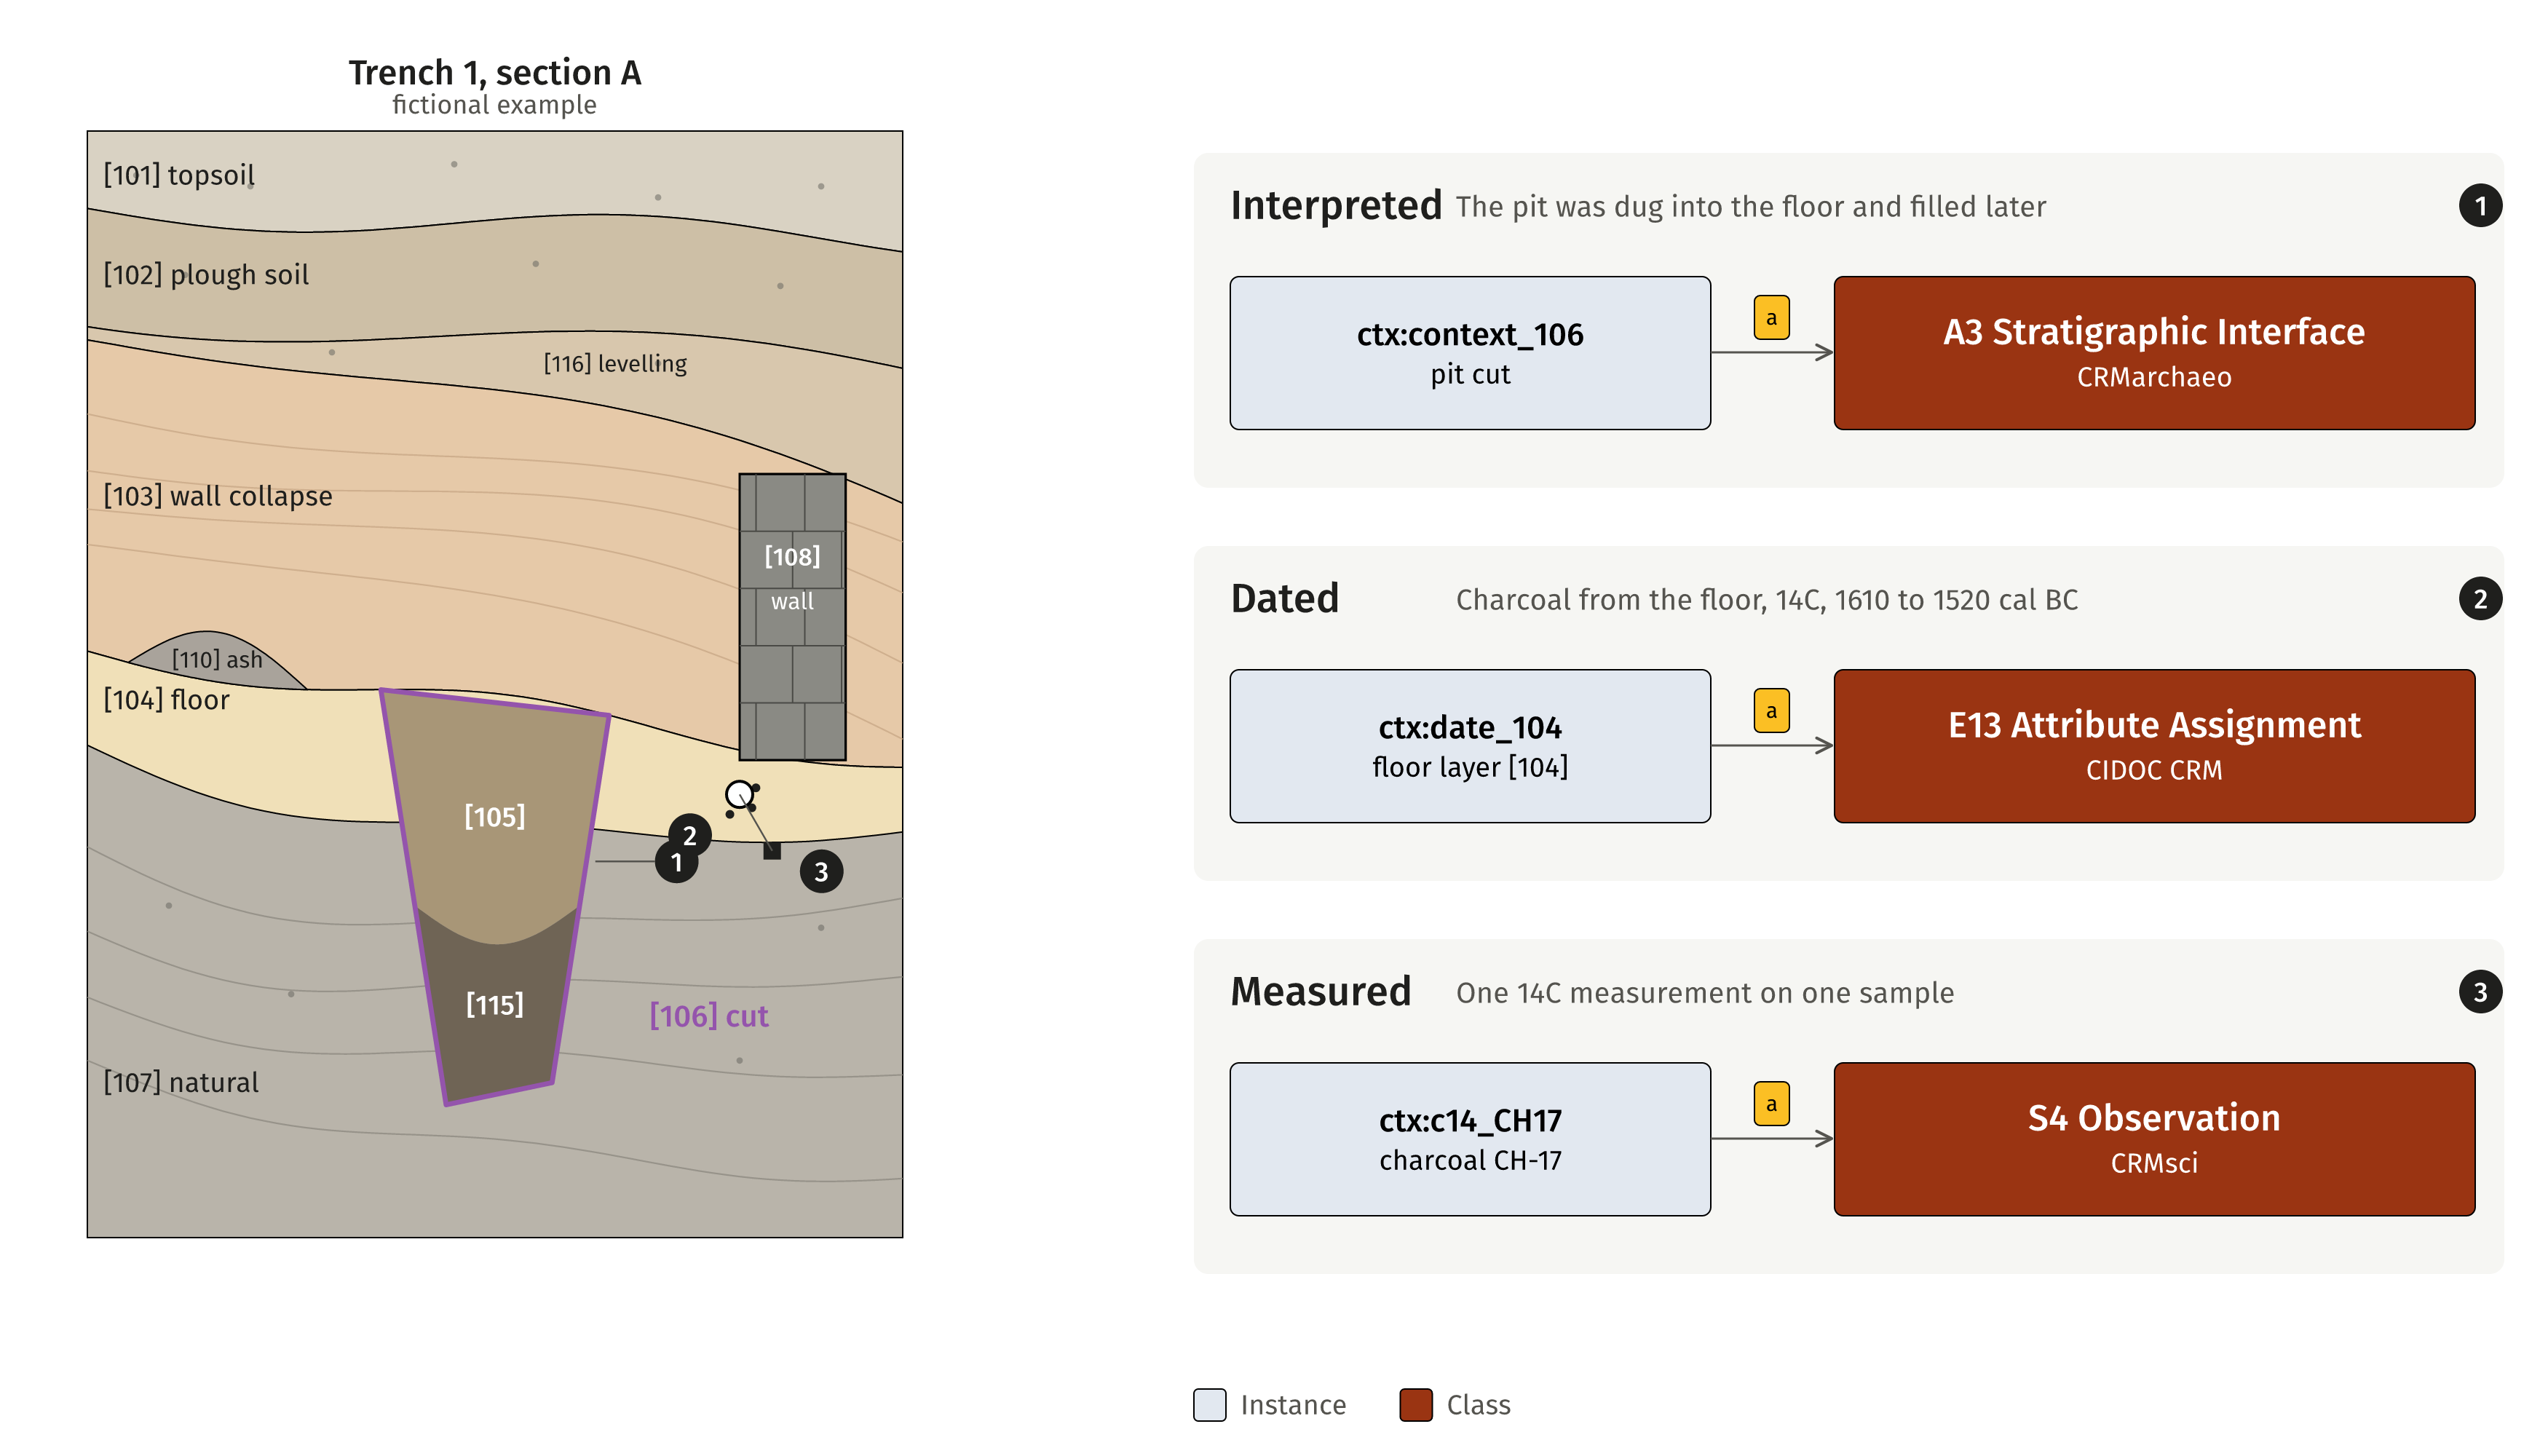 Trench 1, section A
fictional example
[101] topsoil
[102] plough soil
[116] levelling
[103] wall collapse
[108]
wall
[110] ash
[104] floor
[105]
2
1
3
[115]
[106] cut
[107] natural
Interpreted The pit was dug into the floor and filled later 1
ctx:context_106
pit cut
a
A3 Stratigraphic Interface
CRMarchaeo
Dated Charcoal from the floor, 14C, 1610 to 1520 cal BC 2
ctx:date_104
floor layer [104]
a
E13 Attribute Assignment
CIDOC CRM
Measured One 14C measurement on one sample 3
ctx:c14_CH17
charcoal CH-17
a
S4 Observation
CRMsci
Instance Class